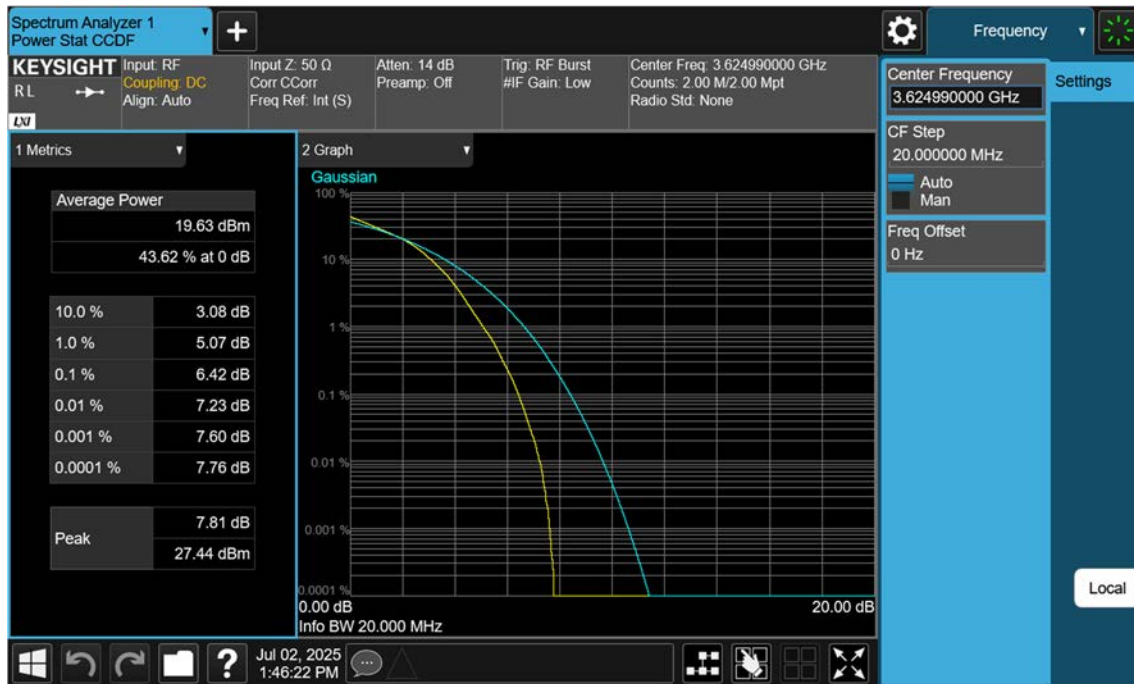 Spectrum Analyzer 1
Power Stat CCDF
Frequency
KEYSIGHT
R L
LXI
Input: RF
Coupling: DC
Align: Auto
Input Z: 50 Ω
Corr CCorr
Freq Ref: Int (S)
Atten: 14 dB
Preamp: Off
Trig: RF Burst
#IF Gain: Low
Center Freq: 3.624990000 GHz
Counts: 2.00 M/2.00 Mpt
Radio Std: None
Center Frequency
3.624990000 GHz
Settings
CF Step
20.000000 MHz
Auto
Man
Freq Offset
0 Hz
1 Metrics
Average Power
19.63 dBm
43.62 % at 0 dB
10.0 % 3.08 dB
1.0 % 5.07 dB
0.1 % 6.42 dB
0.01 % 7.23 dB
0.001 % 7.60 dB
0.0001 % 7.76 dB
Peak
7.81 dB
27.44 dBm
2 Graph
Gaussian
100 %
10 %
1 %
0.1 %
0.01 %
0.001 %
0.0001 %
0.00 dB 20.00 dB
Info BW 20.000 MHz
Local
?
Jul 02, 2025
1:46:22 PM